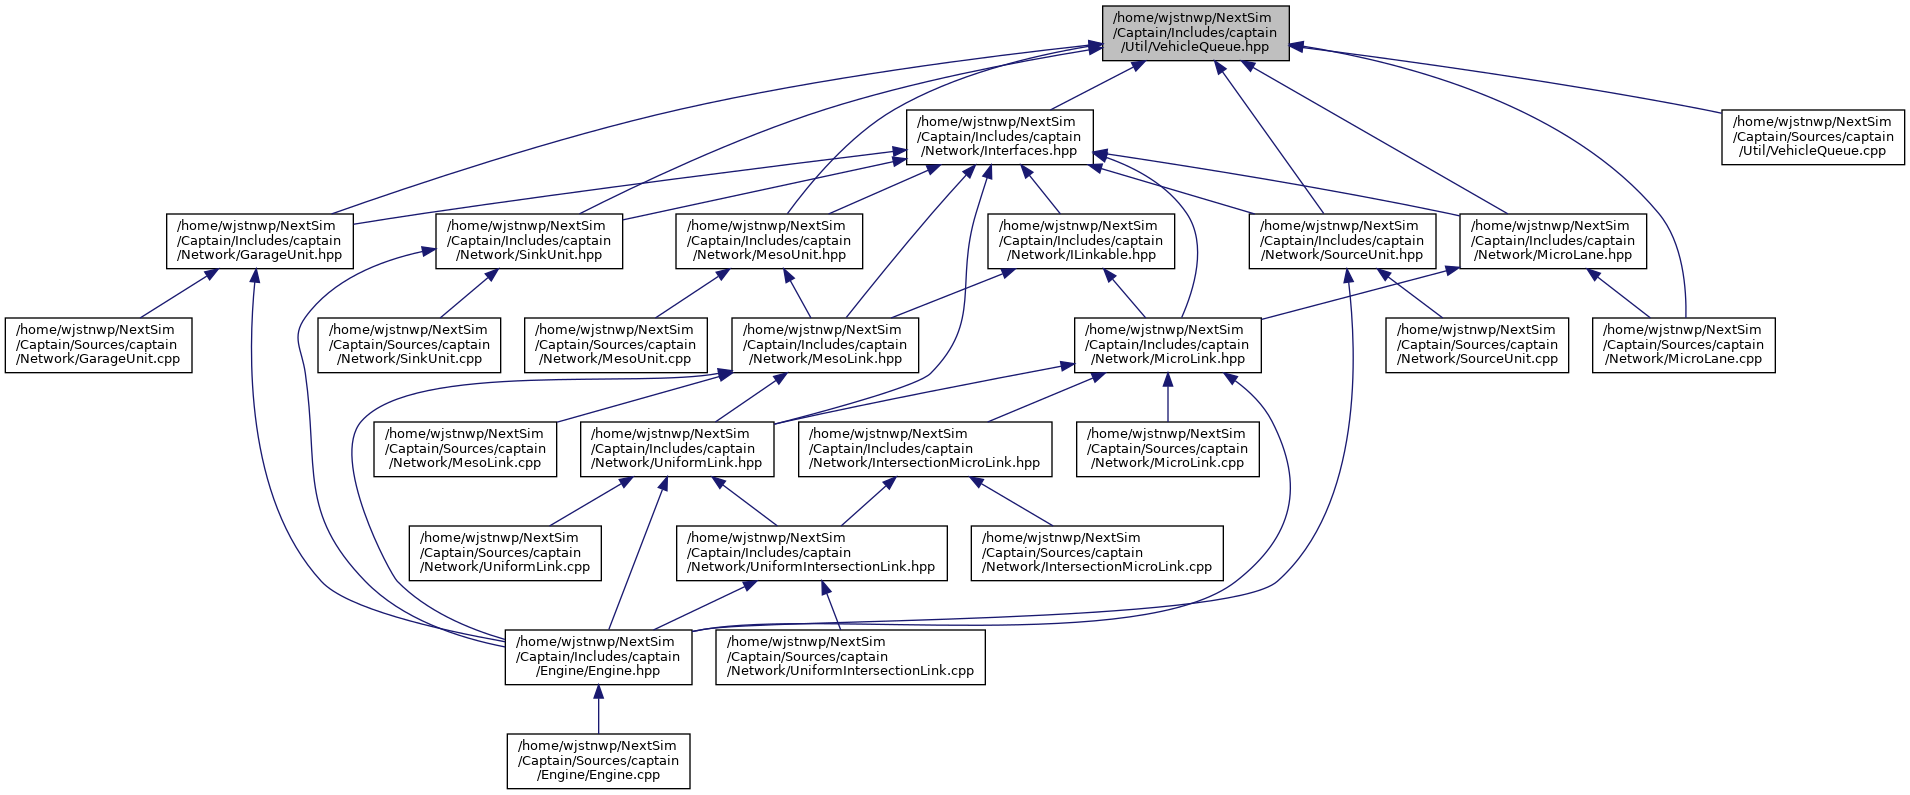 /home/wjstnwp/NextSim
/Captain/Includes/captain
/Util/VehicleQueue.hpp
/home/wjstnwp/NextSim
/Captain/Includes/captain
/Network/Interfaces.hpp
/home/wjstnwp/NextSim
/Captain/Sources/captain
/Util/VehicleQueue.cpp
/home/wjstnwp/NextSim
/Captain/Includes/captain
/Network/GarageUnit.hpp
/home/wjstnwp/NextSim
/Captain/Includes/captain
/Network/SinkUnit.hpp
/home/wjstnwp/NextSim
/Captain/Includes/captain
/Network/MesoUnit.hpp
/home/wjstnwp/NextSim
/Captain/Includes/captain
/Network/ILinkable.hpp
/home/wjstnwp/NextSim
/Captain/Includes/captain
/Network/SourceUnit.hpp
/home/wjstnwp/NextSim
/Captain/Includes/captain
/Network/MicroLane.hpp
/home/wjstnwp/NextSim
/Captain/Sources/captain
/Network/GarageUnit.cpp
/home/wjstnwp/NextSim
/Captain/Sources/captain
/Network/SinkUnit.cpp
/home/wjstnwp/NextSim
/Captain/Sources/captain
/Network/MesoUnit.cpp
/home/wjstnwp/NextSim
/Captain/Includes/captain
/Network/MesoLink.hpp
/home/wjstnwp/NextSim
/Captain/Includes/captain
/Network/MicroLink.hpp
/home/wjstnwp/NextSim
/Captain/Sources/captain
/Network/SourceUnit.cpp
/home/wjstnwp/NextSim
/Captain/Sources/captain
/Network/MicroLane.cpp
/home/wjstnwp/NextSim
/Captain/Sources/captain
/Network/MesoLink.cpp
/home/wjstnwp/NextSim
/Captain/Includes/captain
/Network/UniformLink.hpp
/home/wjstnwp/NextSim
/Captain/Includes/captain
/Network/IntersectionMicroLink.hpp
/home/wjstnwp/NextSim
/Captain/Sources/captain
/Network/MicroLink.cpp
/home/wjstnwp/NextSim
/Captain/Sources/captain
/Network/UniformLink.cpp
/home/wjstnwp/NextSim
/Captain/Includes/captain
/Network/UniformIntersectionLink.hpp
/home/wjstnwp/NextSim
/Captain/Sources/captain
/Network/IntersectionMicroLink.cpp
/home/wjstnwp/NextSim
/Captain/Includes/captain
/Engine/Engine.hpp
/home/wjstnwp/NextSim
/Captain/Sources/captain
/Network/UniformIntersectionLink.cpp
/home/wjstnwp/NextSim
/Captain/Sources/captain
/Engine/Engine.cpp